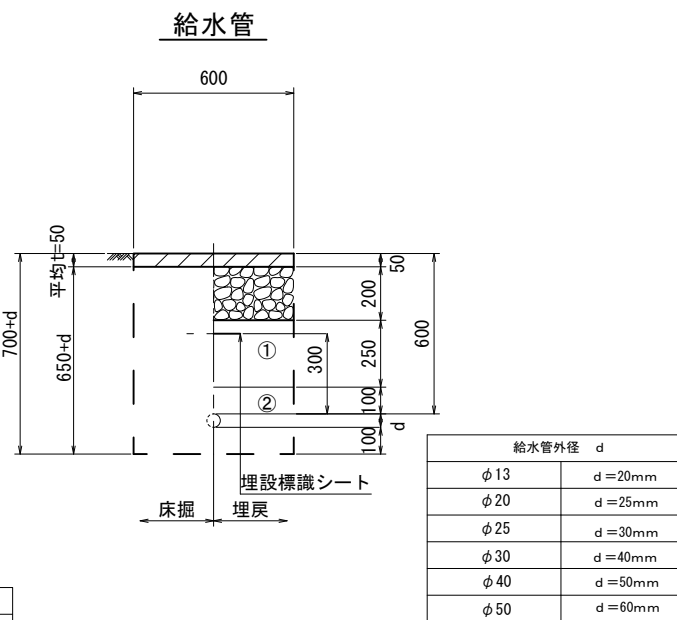 給水管
600
平均t=50
700+d
650+d
50
200
250
100
100
d
300
600
①
②
埋設標識シート
床掘
埋戻
給水管外径 d
φ13 d=20mm
φ20 d=25mm
φ25 d=30mm
φ30 d=40mm
φ40 d=50mm
φ50 d=60mm